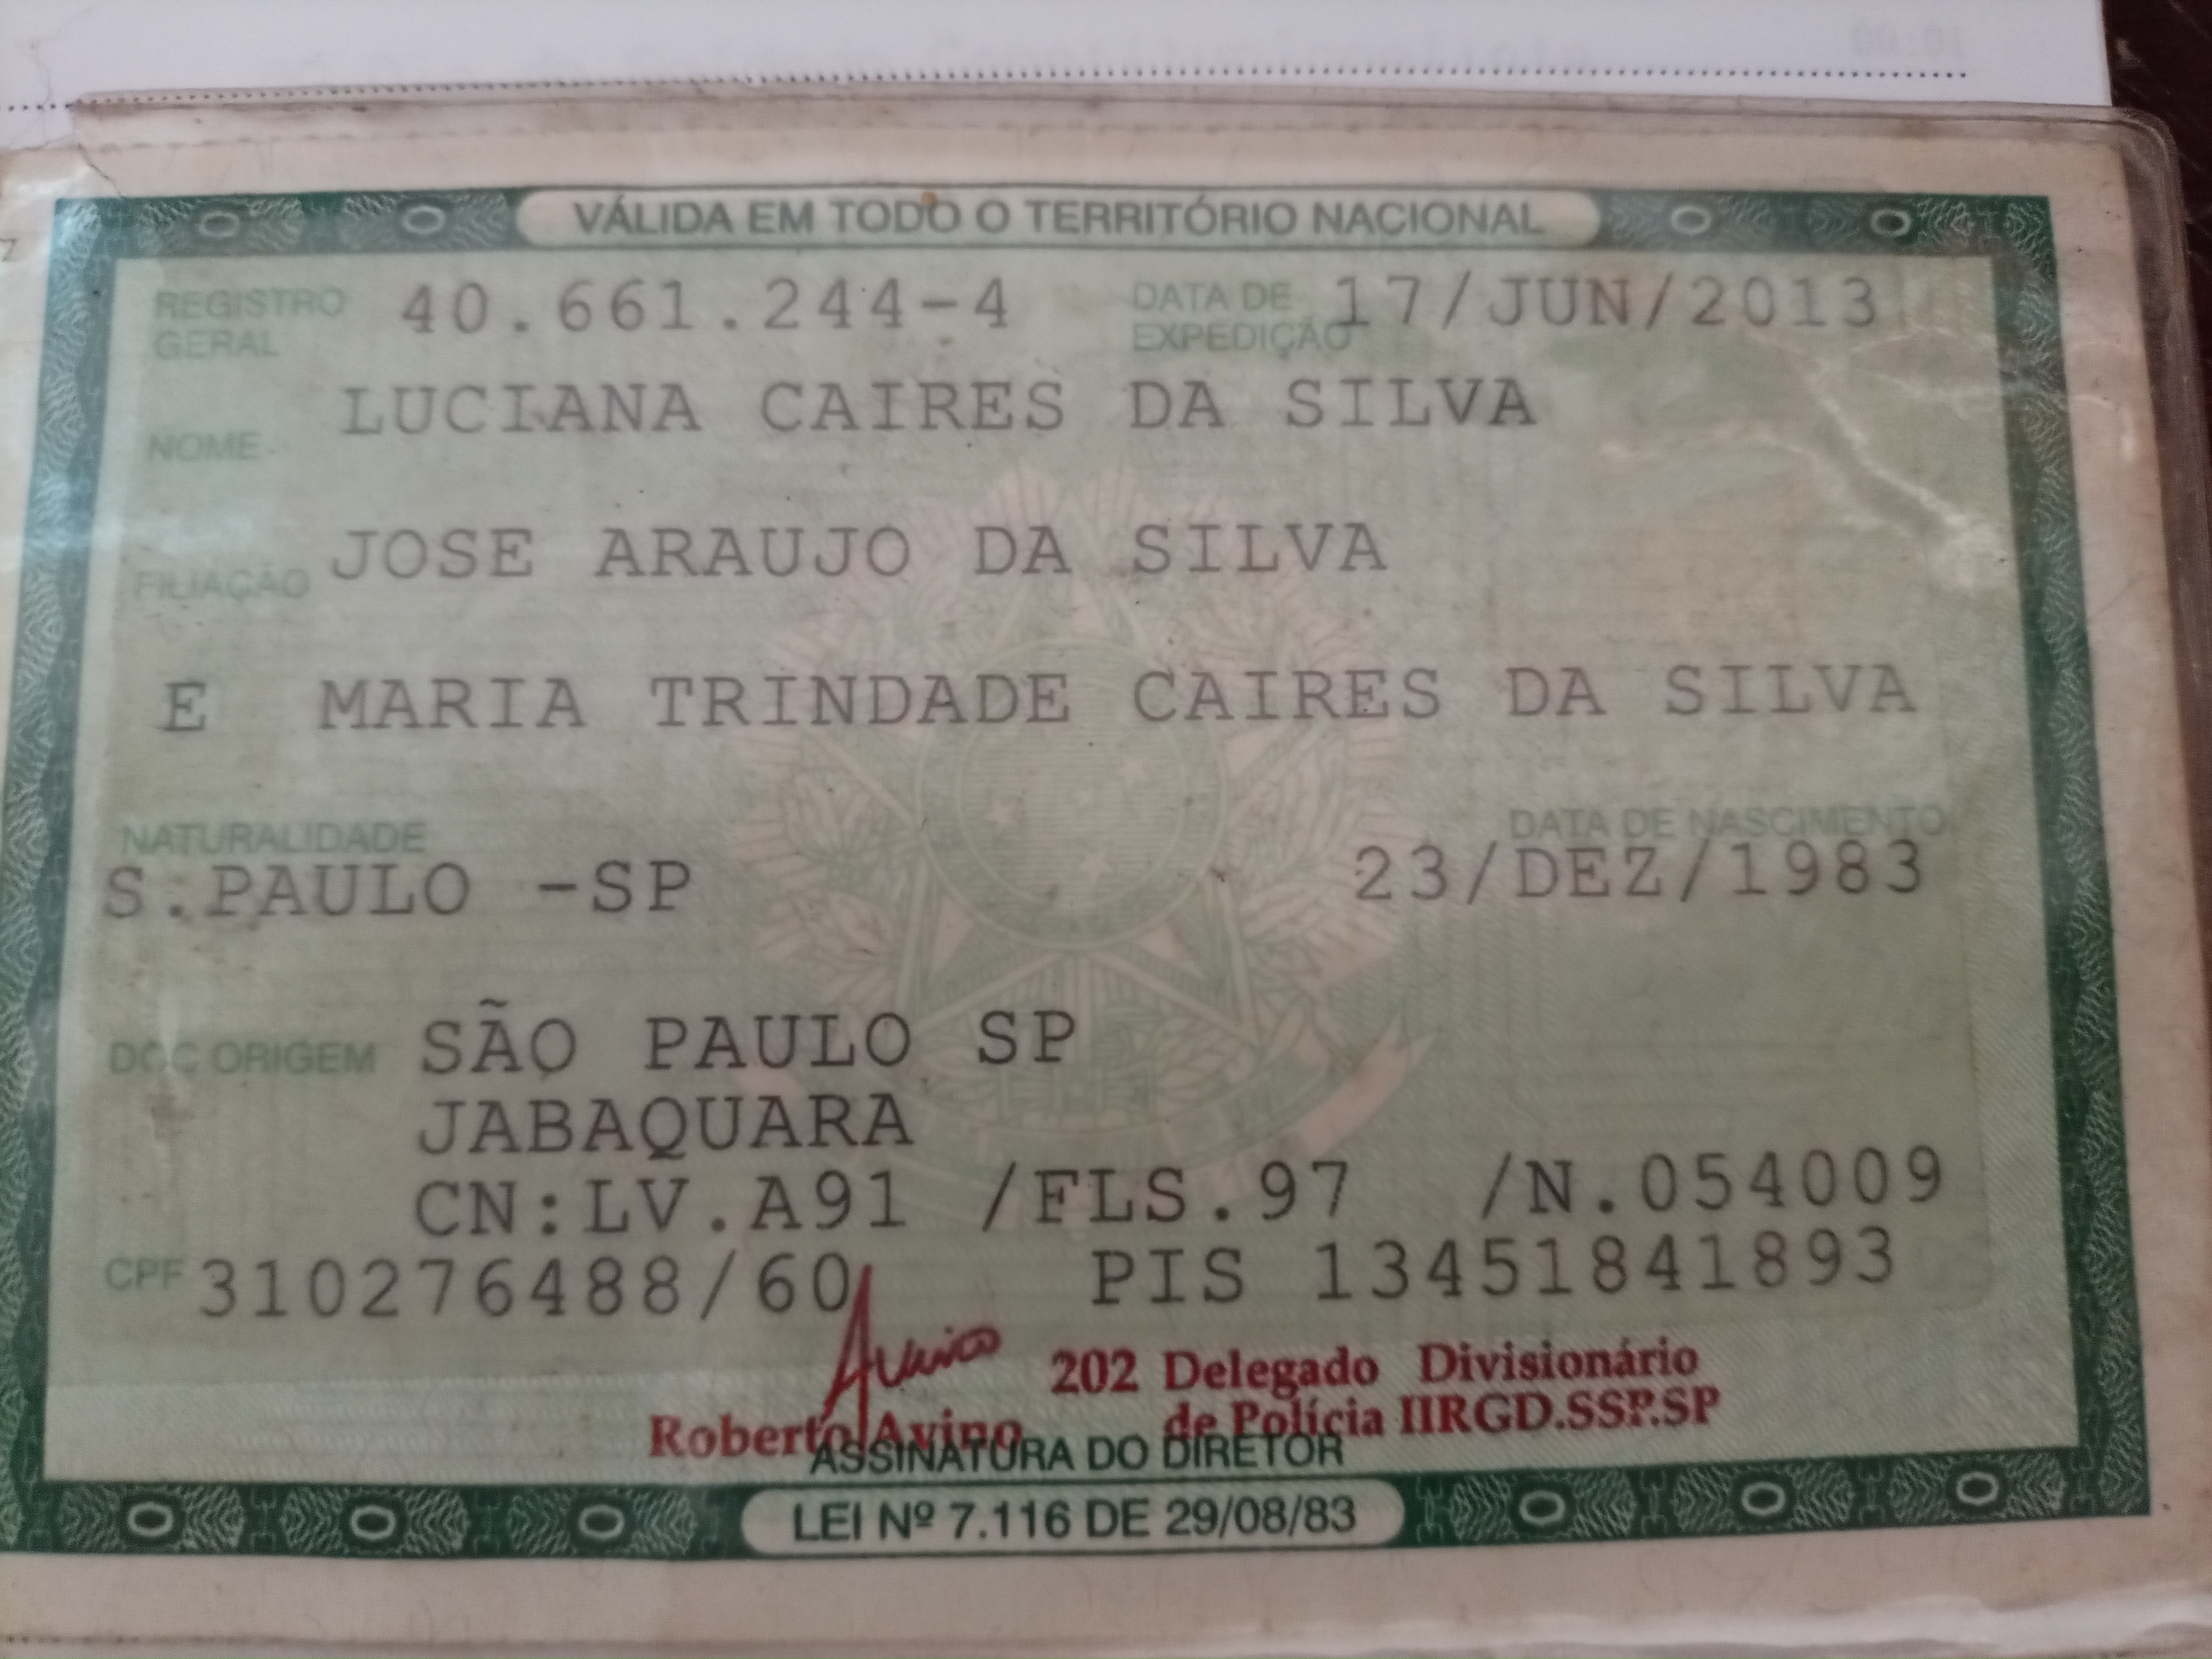 VÁLIDA EM TODO O TERRITÓRIO NACIONAL
REGISTRO GERAL 40.661.244-4 DATA DE EXPEDIÇÃO 17/JUN/2013
NOME LUCIANA CAIRES DA SILVA
FILIAÇÃO JOSE ARAUJO DA SILVA
E MARIA TRINDADE CAIRES DA SILVA
NATURALIDADE DATA DE NASCIMENTO
S.PAULO -SP 23/DEZ/1983
DOC ORIGEM SÃO PAULO SP
JABAQUARA
CN:LV.A91 /FLS.97 /N.054009
CPF 310276488/60 PIS 13451841893
202 Delegado Divisionário
Roberto Avino de Polícia IIRGD.SSP.SP
ASSINATURA DO DIRETOR
LEI Nº 7.116 DE 29/08/83